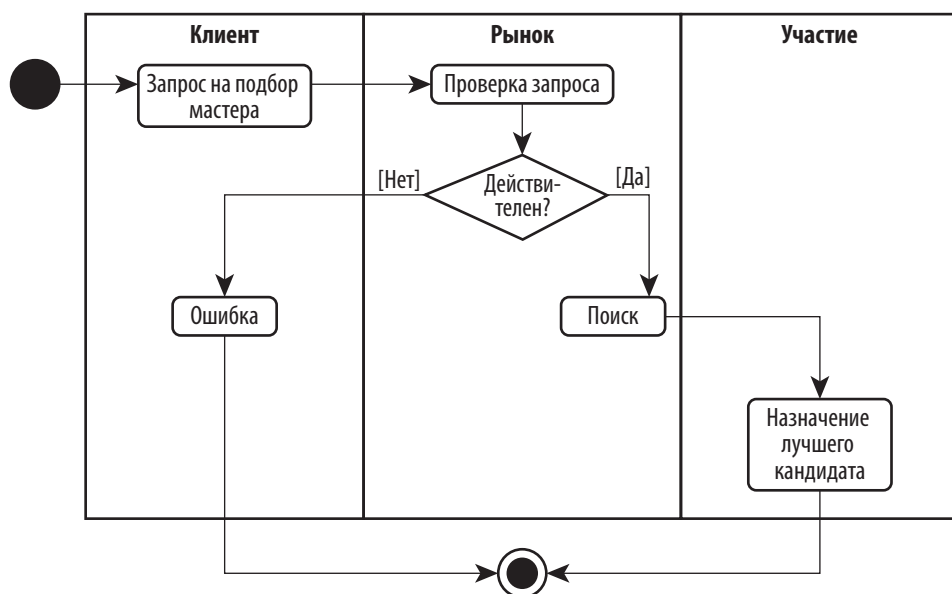 Клиент
Рынок
Участие
Запрос на подбор
мастера
Проверка запроса
[Нет]
Действи-
телен?
[Да]
Ошибка
Поиск
Назначение
лучшего
кандидата